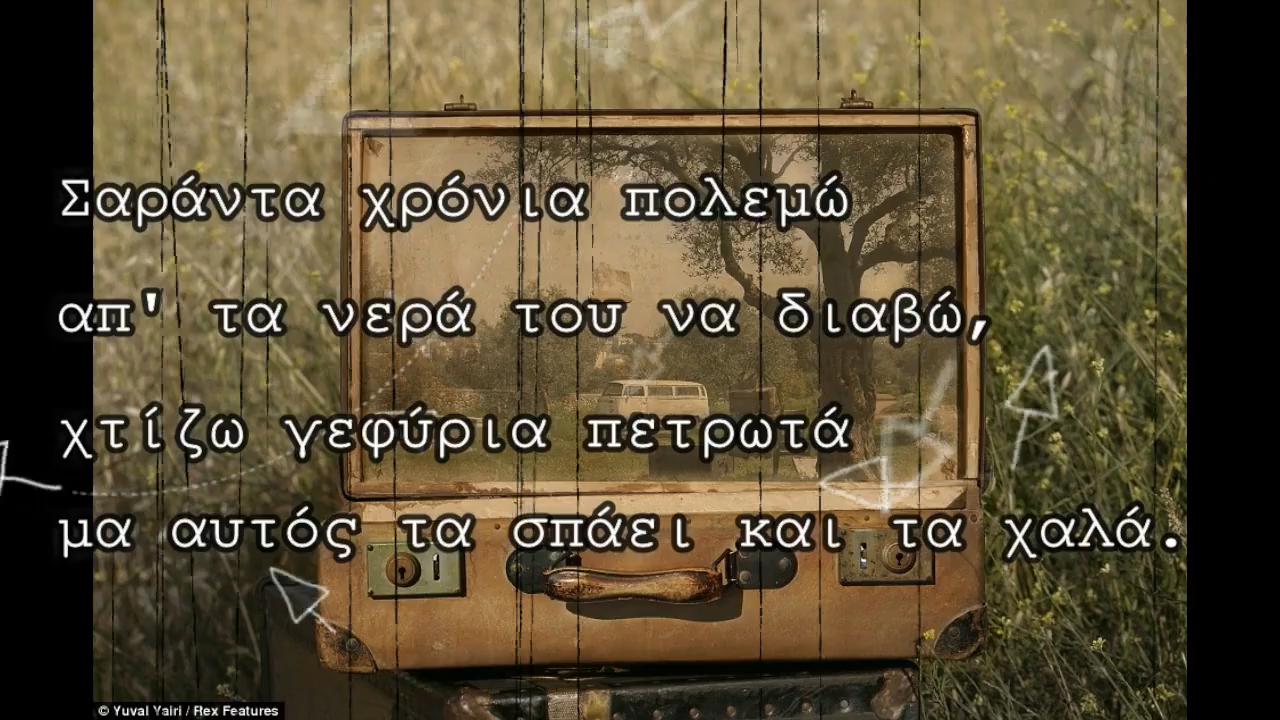 Σαράντα χρόνια πολεμώ
απ' τα νερά του να διαβώ,
χτίζω γεφύρια πετρωτά
μα αυτός τα σπάει και τα χαλά.
© Yuval Yairi / Rex Features